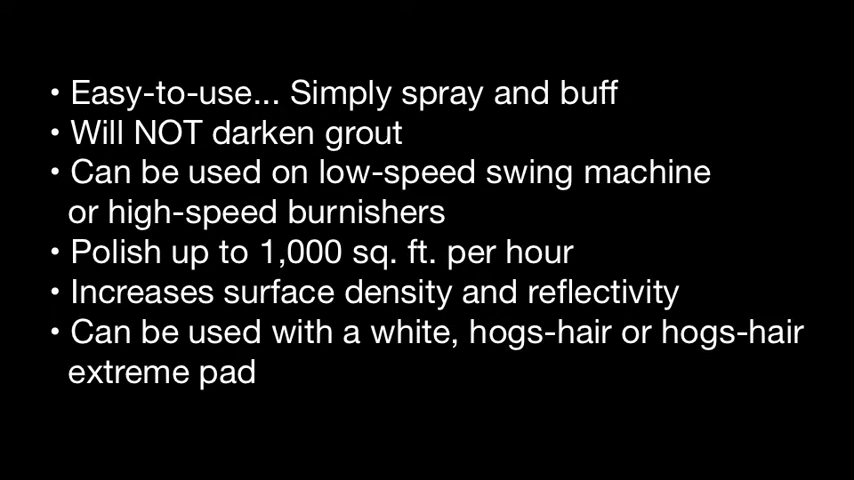 • Easy-to-use... Simply spray and buff
• Will NOT darken grout
• Can be used on low-speed swing machine
or high-speed burnishers
• Polish up to 1,000 sq. ft. per hour
• Increases surface density and reflectivity
• Can be used with a white, hogs-hair or hogs-hair
extreme pad